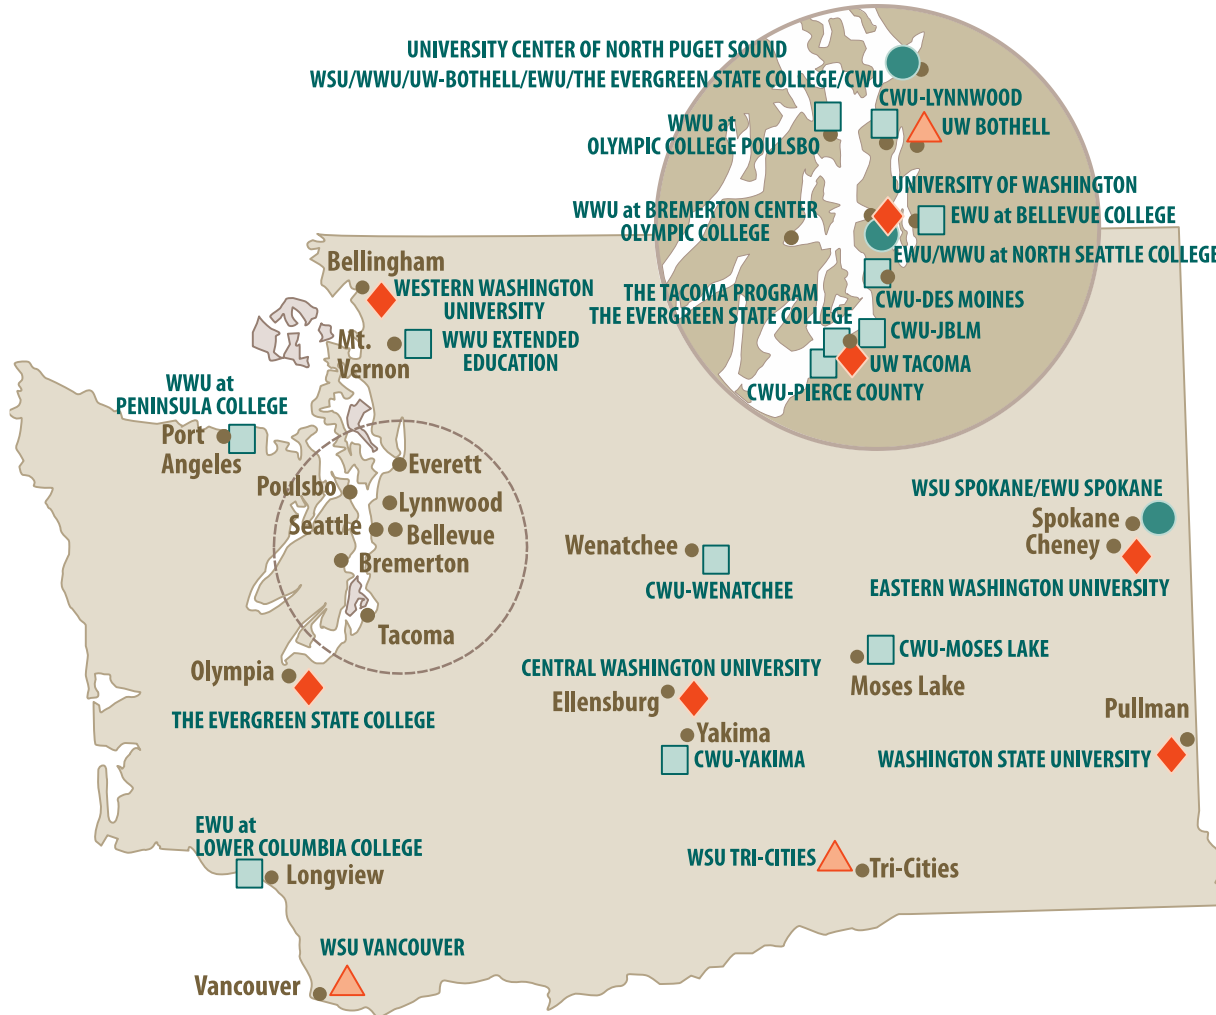 UNIVERSITY CENTER OF NORTH PUGET SOUND
WSU/WWU/UW-BOTHELL/EWU/THE EVERGREEN STATE COLLEGE/CWU
CWU-LYNNWOOD
WWU at
OLYMPIC COLLEGE POULSBO
UW BOTHELL
UNIVERSITY OF WASHINGTON
WWU at BREMERTON CENTER
OLYMPIC COLLEGE
EWU at BELLEVUE COLLEGE
EWU/WWU at NORTH SEATTLE COLLEGE
THE TACOMA PROGRAM
THE EVERGREEN STATE COLLEGE
CWU-DES MOINES
CWU-JBLM
UW TACOMA
CWU-PIERCE COUNTY
Bellingham
WESTERN WASHINGTON
UNIVERSITY
Mt.
Vernon
WWU EXTENDED
EDUCATION
WWU at
PENINSULA COLLEGE
Port
Angeles
Everett
Poulsbo
Lynnwood
Seattle
Bellevue
Bremerton
Tacoma
WSU SPOKANE/EWU SPOKANE
Spokane
Cheney
EASTERN WASHINGTON UNIVERSITY
Wenatchee
CWU-WENATCHEE
Olympia
THE EVERGREEN STATE COLLEGE
CENTRAL WASHINGTON UNIVERSITY
Ellensburg
CWU-MOSES LAKE
Moses Lake
Yakima
CWU-YAKIMA
Pullman
WASHINGTON STATE UNIVERSITY
EWU at
LOWER COLUMBIA COLLEGE
Longview
WSU TRI-CITIES
Tri-Cities
WSU VANCOUVER
Vancouver